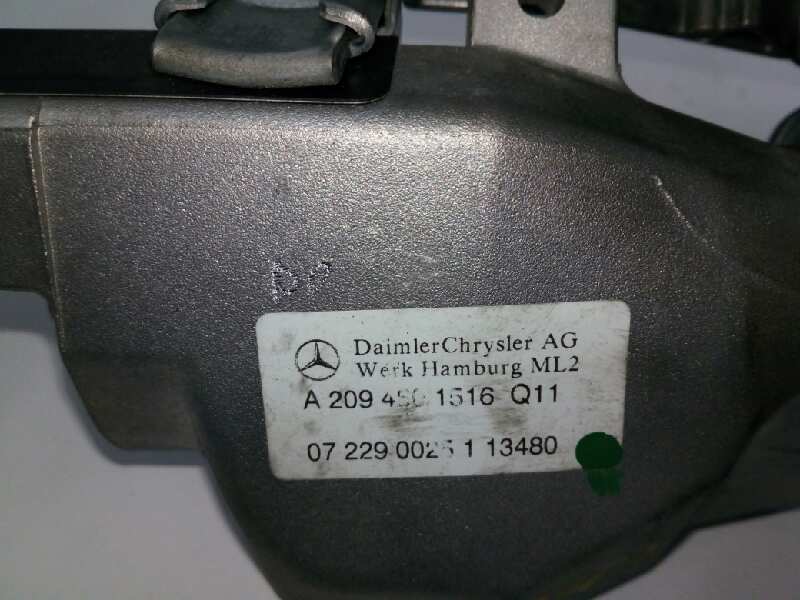 DaimlerChrysler AG
Werk Hamburg ML2
A 209 1516 Q11
07 229 1 13480